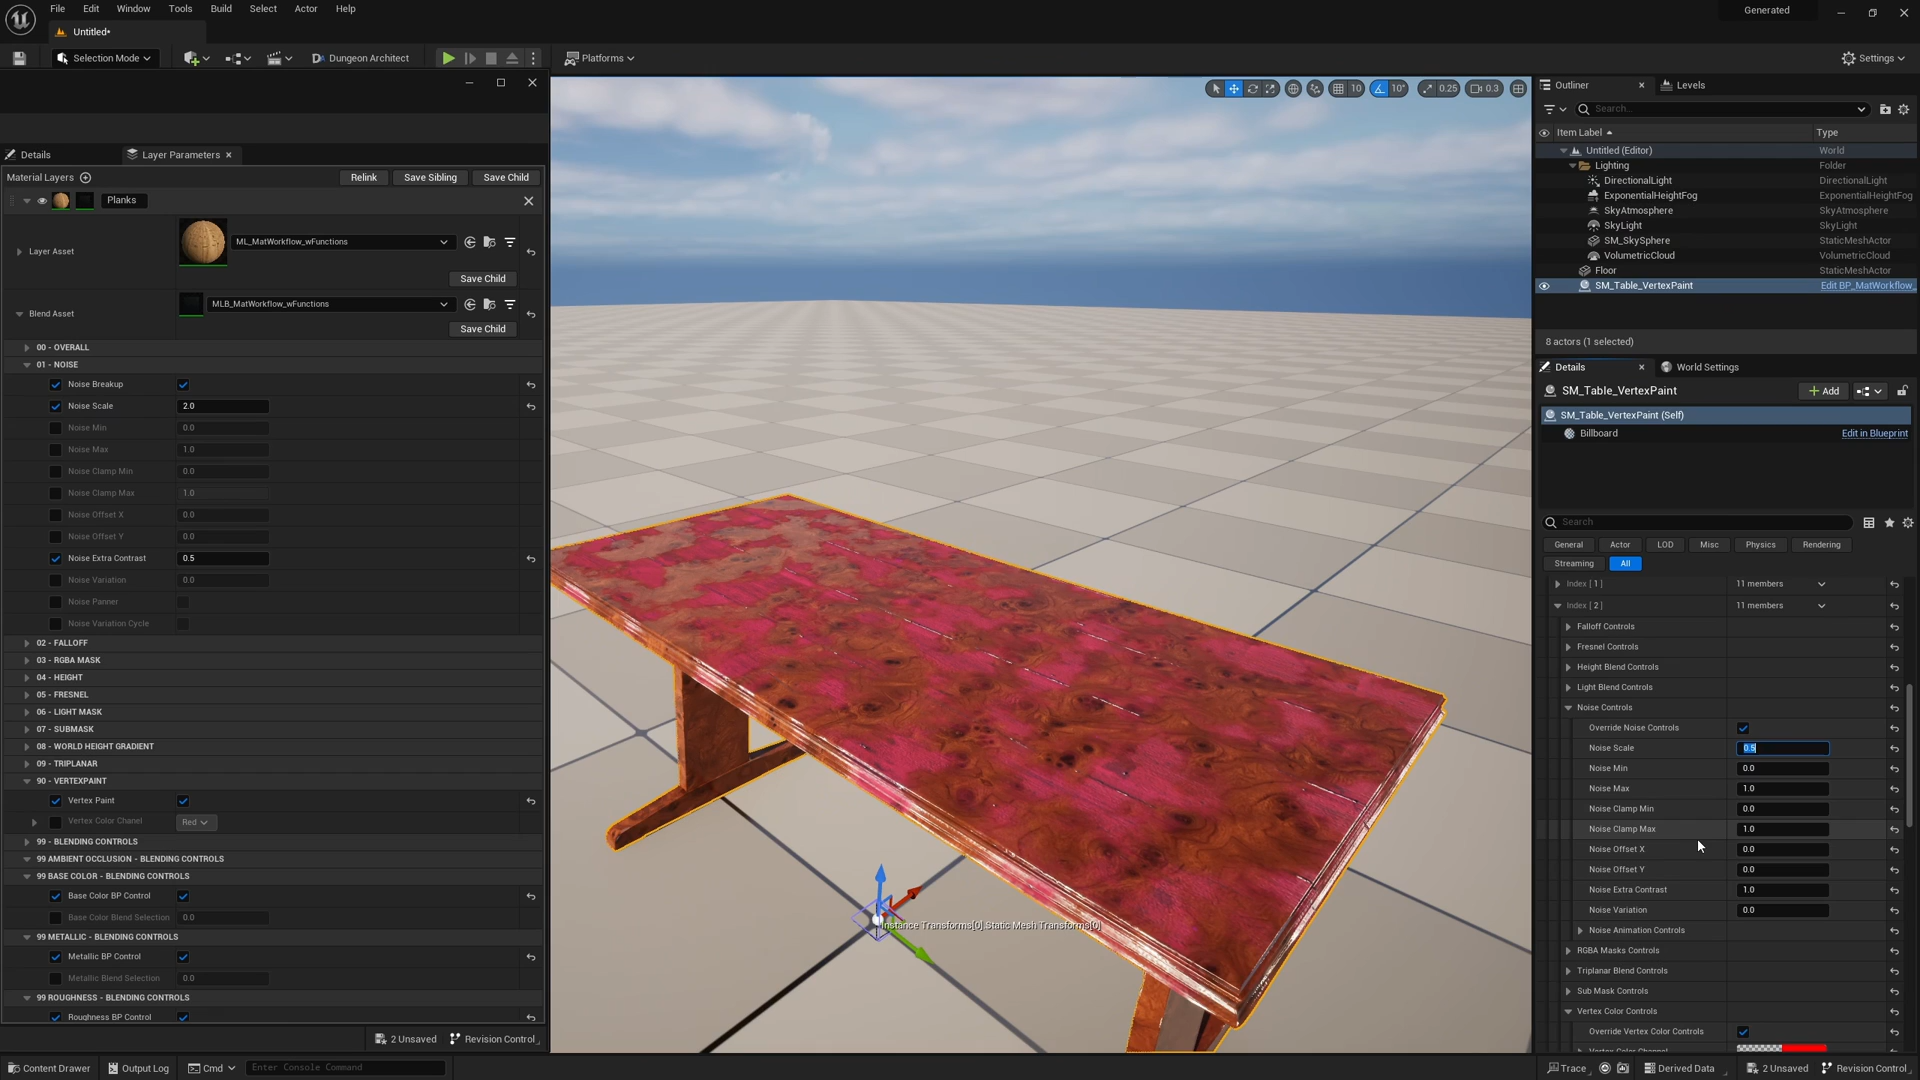 File Edit Window Tools Build Select Actor Help
Generated
Untitled*
Selection Mode
Dungeon Architect
Platforms
Settings
10
10°
0.25
0.3
Details
Layer Parameters
Material Layers
Relink
Save Sibling
Save Child
Planks
Layer Asset
ML_MatWorkflow_wFunctions
Save Child
Blend Asset
MLB_MatWorkflow_wFunctions
Save Child
00 - OVERALL
01 - NOISE
Noise Breakup
Noise Scale 2.0
Noise Min 0.0
Noise Max 1.0
Noise Clamp Min 0.0
Noise Clamp Max 1.0
Noise Offset X 0.0
Noise Offset Y 0.0
Noise Extra Contrast 0.5
Noise Variation 0.0
Noise Panner
Noise Variation Cycle
02 - FALLOFF
03 - RGBA MASK
04 - HEIGHT
05 - FRESNEL
06 - LIGHT MASK
07 - SUBMASK
08 - WORLD HEIGHT GRADIENT
09 - TRIPLANAR
90 - VERTEXPAINT
Vertex Paint
Vertex Color Chanel Red
99 - BLENDING CONTROLS
99 AMBIENT OCCLUSION - BLENDING CONTROLS
99 BASE COLOR - BLENDING CONTROLS
Base Color BP Control
Base Color Blend Selection 0.0
99 METALLIC - BLENDING CONTROLS
Metallic BP Control
Metallic Blend Selection 0.0
99 ROUGHNESS - BLENDING CONTROLS
Roughness BP Control
2 Unsaved
Revision Control
Instance Transforms[0] Static Mesh Transforms[0]
Outliner
Levels
Search...
Item Label Type
Untitled (Editor) World
Lighting Folder
DirectionalLight DirectionalLight
ExponentialHeightFog ExponentialHeightFog
SkyAtmosphere SkyAtmosphere
SkyLight SkyLight
SM_SkySphere StaticMeshActor
VolumetricCloud VolumetricCloud
Floor StaticMeshActor
SM_Table_VertexPaint Edit BP_MatWorkflow_
8 actors (1 selected)
Details
World Settings
SM_Table_VertexPaint
Add
SM_Table_VertexPaint (Self)
Billboard Edit in Blueprint
Search
General Actor LOD Misc Physics Rendering
Streaming All
Index [ 1 ] 11 members
Index [ 2 ] 11 members
Falloff Controls
Fresnel Controls
Height Blend Controls
Light Blend Controls
Noise Controls
Override Noise Controls
Noise Scale 0.5
Noise Min 0.0
Noise Max 1.0
Noise Clamp Min 0.0
Noise Clamp Max 1.0
Noise Offset X 0.0
Noise Offset Y 0.0
Noise Extra Contrast 1.0
Noise Variation 0.0
Noise Animation Controls
RGBA Masks Controls
Triplanar Blend Controls
Sub Mask Controls
Vertex Color Controls
Override Vertex Color Controls
Content Drawer
Output Log
Cmd
Enter Console Command
Trace
Derived Data
2 Unsaved
Revision Control